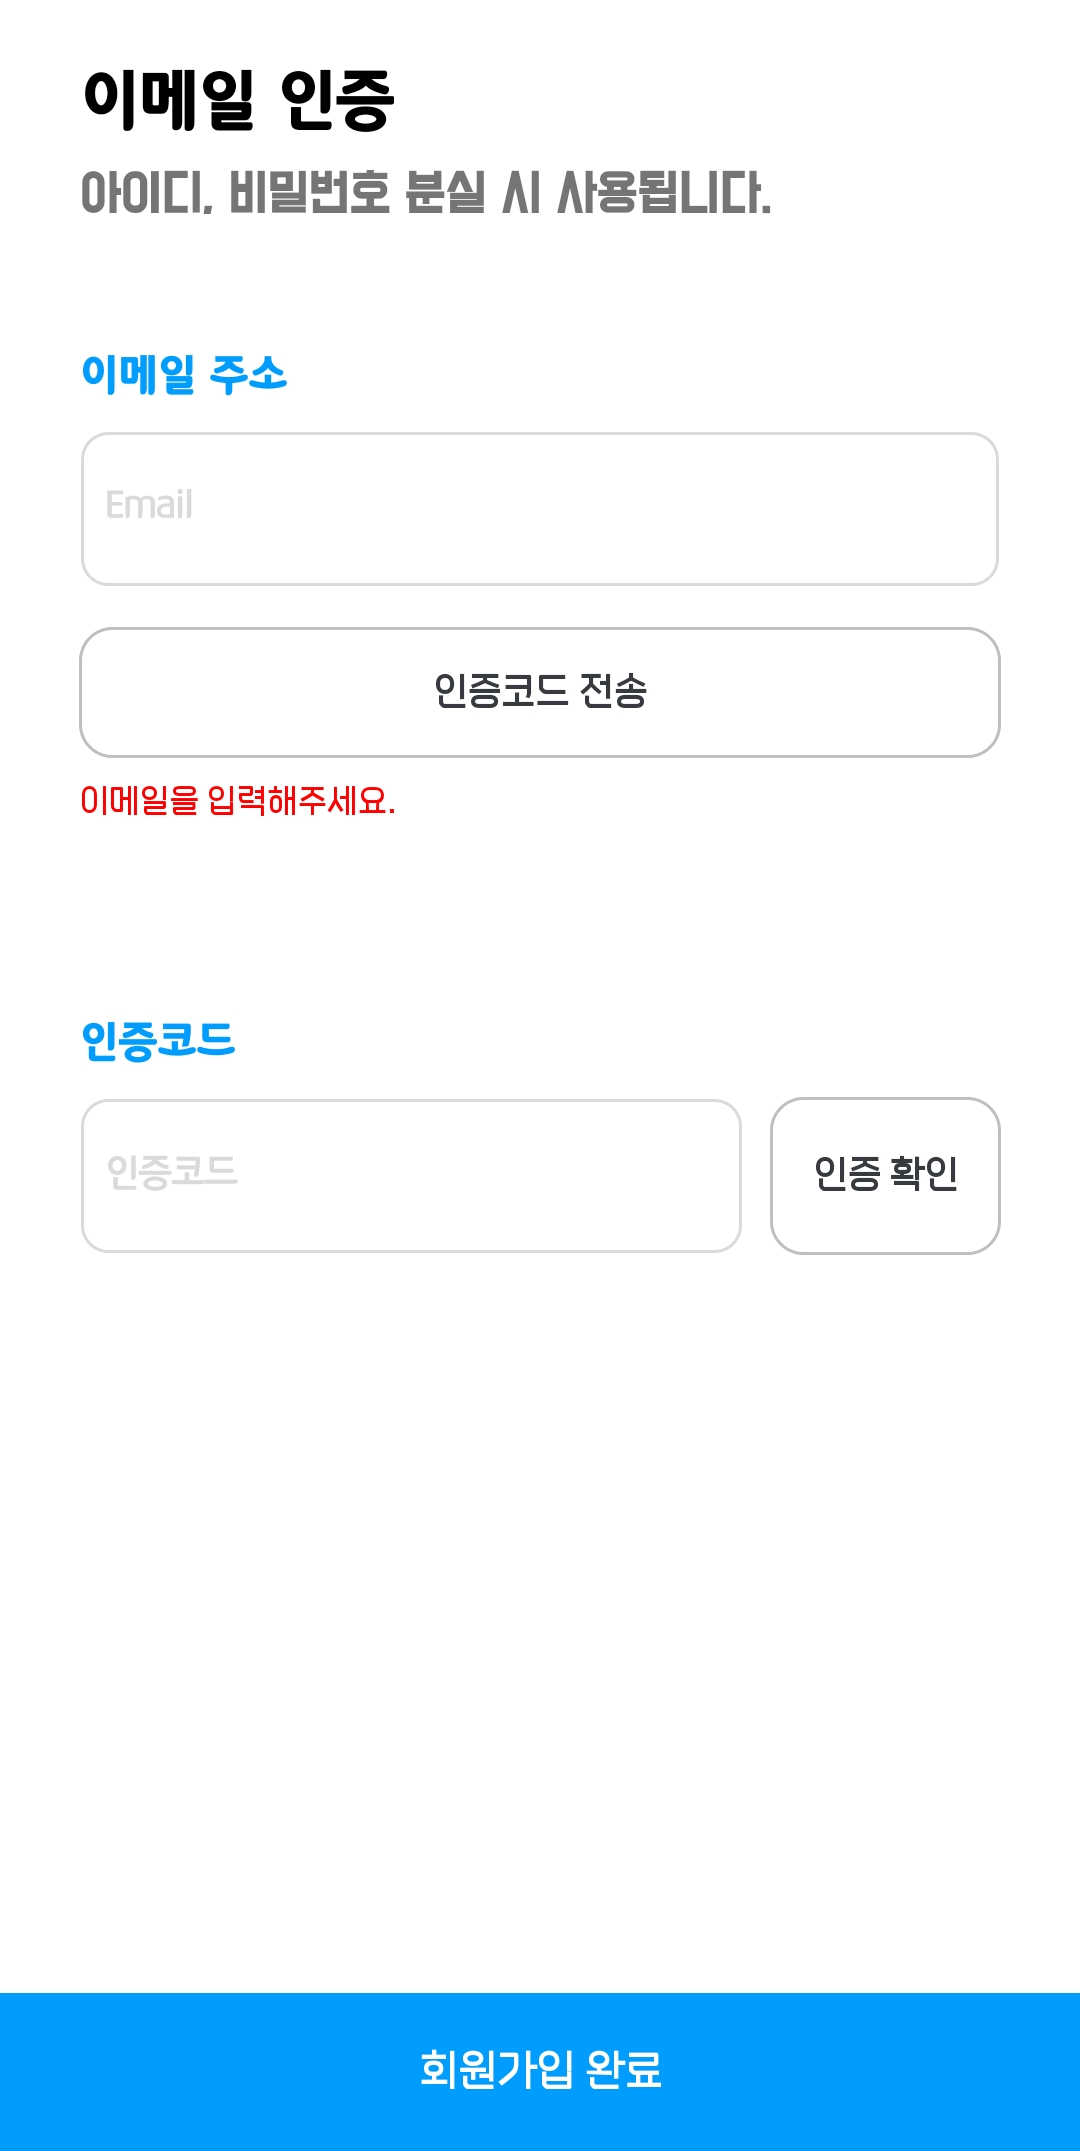 이메일 인증
아이디, 비밀번호 분실 시 사용됩니다.
이메일 주소
Email
인증코드 전송
이메일을 입력해주세요.
인증코드
인증코드
인증 확인
회원가입 완료